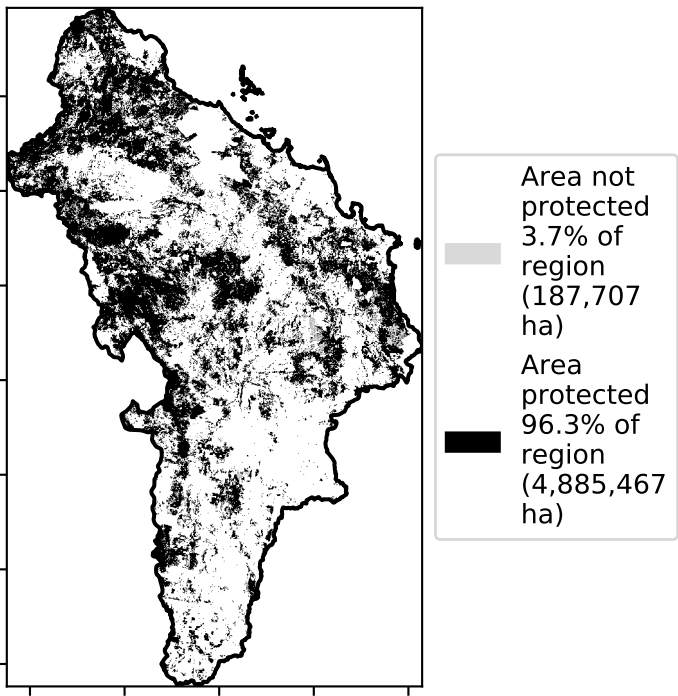 Area not
protected
3.7% of
region
(187,707
ha)
Area
protected
96.3% of
region
(4,885,467
ha)